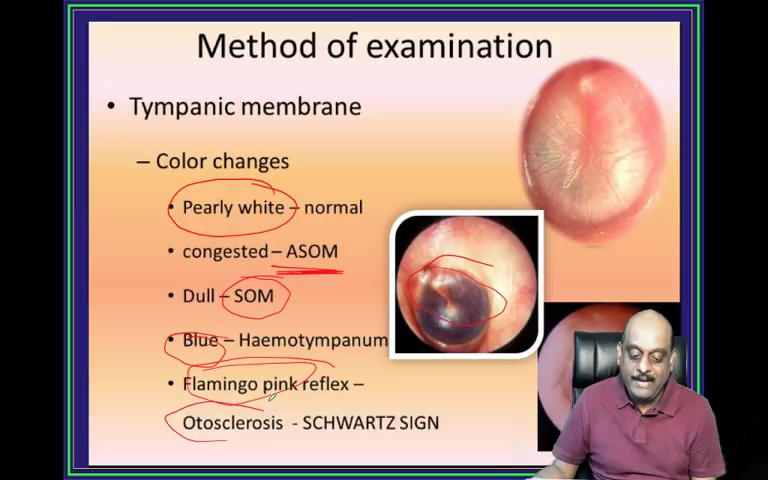 Method of examination
• Tympanic membrane
– Color changes
• Pearly white – normal
• congested – ASOM
• Dull – SOM
• Blue – Haemotympanum
• Flamingo pink reflex –
Otosclerosis - SCHWARTZ SIGN